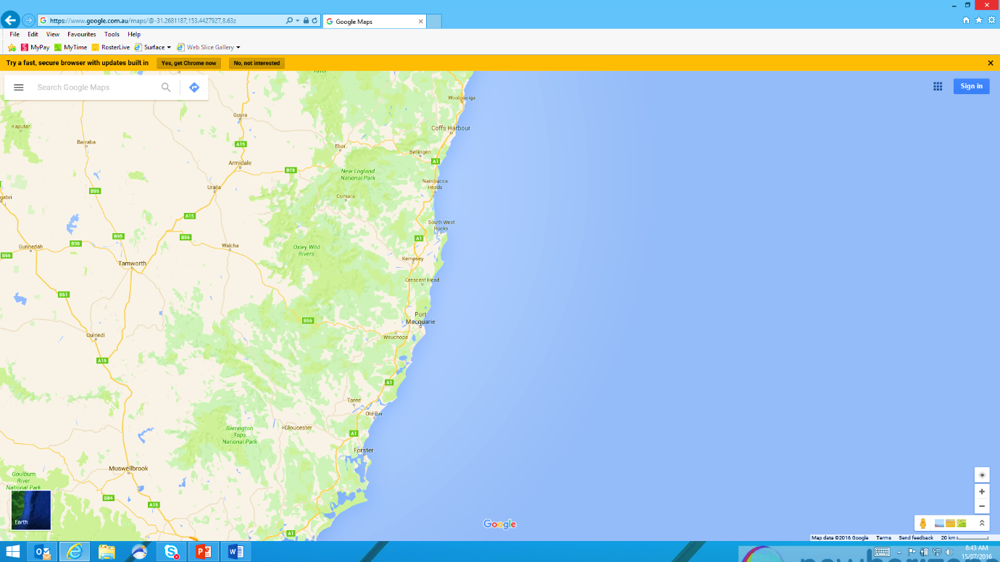 https://www.google.com.au/maps/@-31.2681187,153.4427927,8.63z
Google Maps
File Edit View Favourites Tools Help
MyPay MyTime RosterLive Surface Web Slice Gallery
Try a fast, secure browser with updates built in Yes, get Chrome now No, not interested
River
Search Google Maps
Sign in
Woolgoolga
Guyra
Kaputar
Coffs Harbour
Barraba
A15
Ebor
Bellingen
A1
Armidale
B78
New England
National Park
Nambucca
Heads
Uralla
B95
Comara
gabri
A15
South West
Rocks
B95
B56
A1
B56
Gunnedah
Walcha
Oxley Wild
Rivers
B56
Kempsey
Tamworth
Crescent Head
B51
Port
Macquarie
B56
Quirindi
Wauchope
A15
A1
Taree
Old Bar
Gloucester
Barrington
Tops
National Park
A1
Forster
Muswellbrook
Goulburn
River
National Park
B84
A15
Earth
Google
A1
Map data ©2016 Google Terms Send feedback 20 km
8:43 AM
15/07/2016